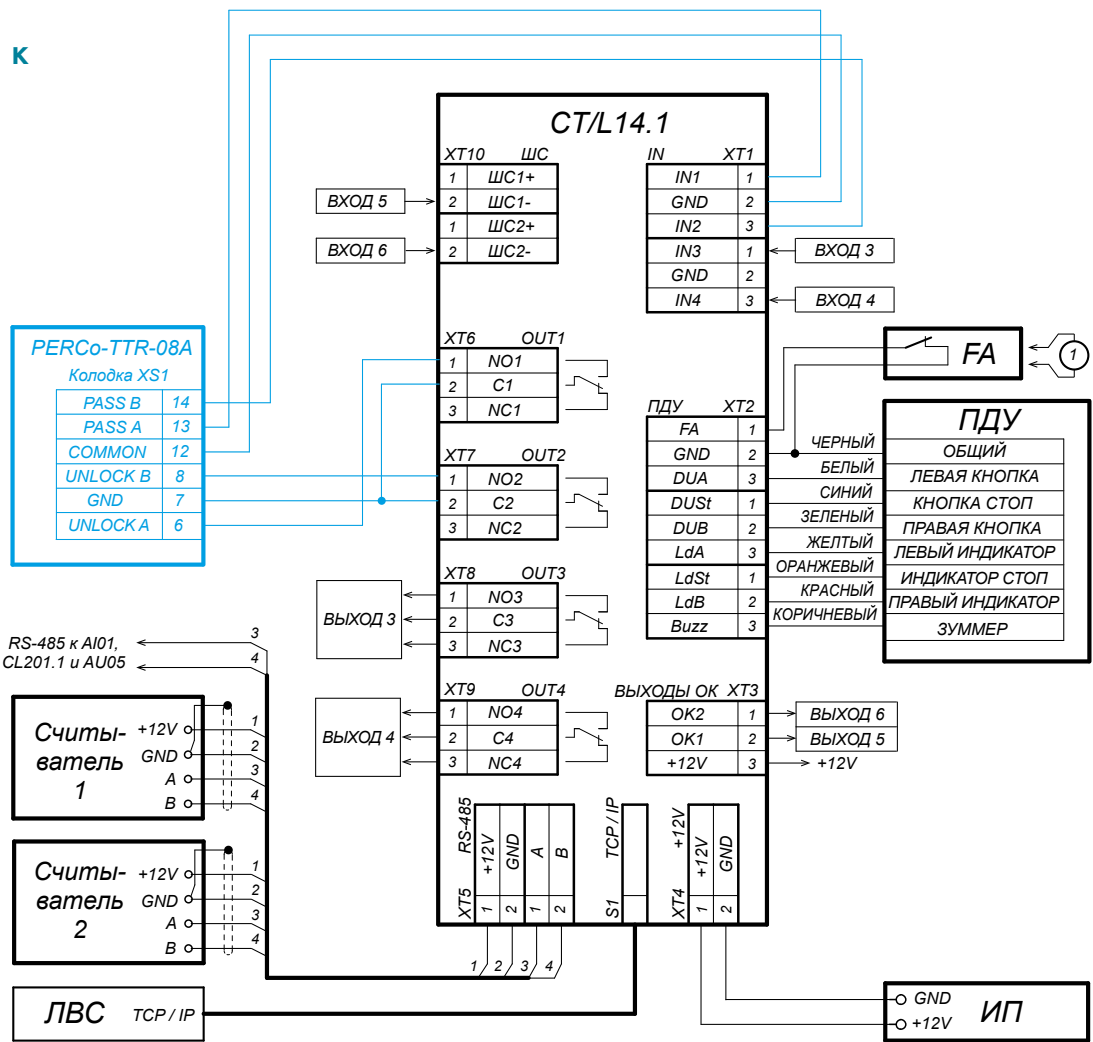 К
CT/L14.1
XT10 ШС
1 ШС1+
2 ШС1-
1 ШС2+
2 ШС2-
ВХОД 5
ВХОД 6
IN XT1
IN1 1
GND 2
IN2 3
IN3 1
GND 2
IN4 3
ВХОД 3
ВХОД 4
PERCo-TTR-08A
Колодка XS1
PASS B 14
PASS A 13
COMMON 12
UNLOCK B 8
GND 7
UNLOCK A 6
XT6 OUT1
1 NO1
2 C1
3 NC1
XT7 OUT2
1 NO2
2 C2
3 NC2
XT8 OUT3
1 NO3
2 C3
3 NC3
ВЫХОД 3
XT9 OUT4
1 NO4
2 C4
3 NC4
ВЫХОД 4
FA
1
ПДУ XT2
FA 1
GND 2
DUA 3
DUSt 1
DUB 2
LdA 3
LdSt 1
LdB 2
Buzz 3
ЧЕРНЫЙ
БЕЛЫЙ
СИНИЙ
ЗЕЛЕНЫЙ
ЖЕЛТЫЙ
ОРАНЖЕВЫЙ
КРАСНЫЙ
КОРИЧНЕВЫЙ
ПДУ
ОБЩИЙ
ЛЕВАЯ КНОПКА
КНОПКА СТОП
ПРАВАЯ КНОПКА
ЛЕВЫЙ ИНДИКАТОР
ИНДИКАТОР СТОП
ПРАВЫЙ ИНДИКАТОР
ЗУММЕР
ВЫХОДЫ ОК XT3
OK2 1
OK1 2
+12V 3
ВЫХОД 6
ВЫХОД 5
+12V
RS-485 к AI01,
CL201.1 и AU05
3
4
Считы-
ватель
1
+12V 1
GND 2
A 3
B 4
Считы-
ватель
2
+12V 1
GND 2
A 3
B 4
XT5 RS-485
1 +12V
2 GND
1 A
2 B
1 2 3 4
S1 TCP / IP
XT4 +12V
1 +12V
2 GND
ЛВС TCP / IP
GND
+12V
ИП